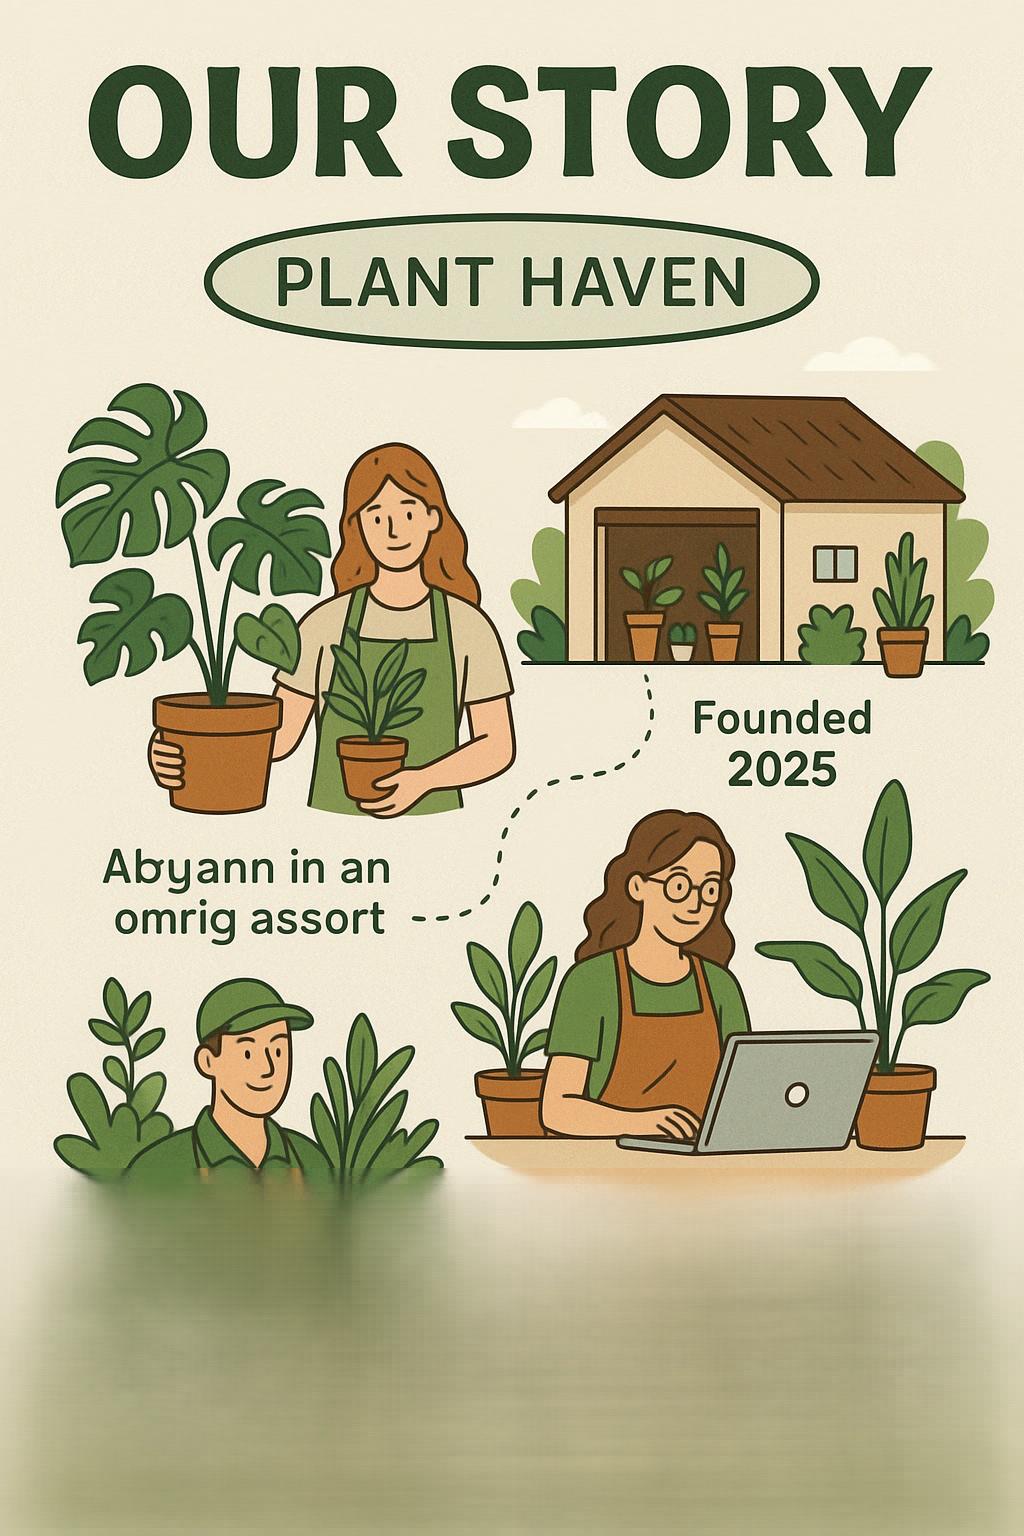 OUR STORY
PLANT HAVEN
Founded
2025
Abyann in an
omrig assort